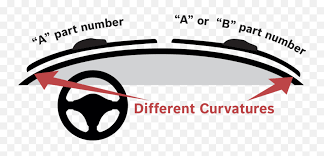 "A" part number
"A" or "B" part number
Different Curvatures